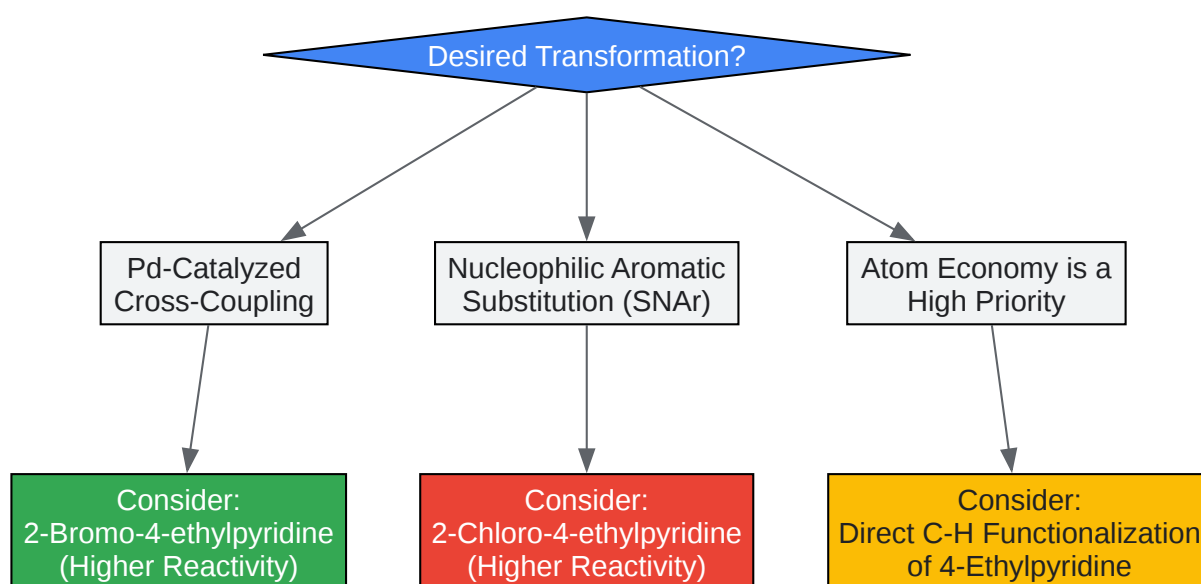 Desired Transformation?
Pd-Catalyzed
Cross-Coupling
Nucleophilic Aromatic
Substitution (SNAr)
Atom Economy is a
High Priority
Consider:
2-Bromo-4-ethylpyridine
(Higher Reactivity)
Consider:
2-Chloro-4-ethylpyridine
(Higher Reactivity)
Consider:
Direct C-H Functionalization
of 4-Ethylpyridine